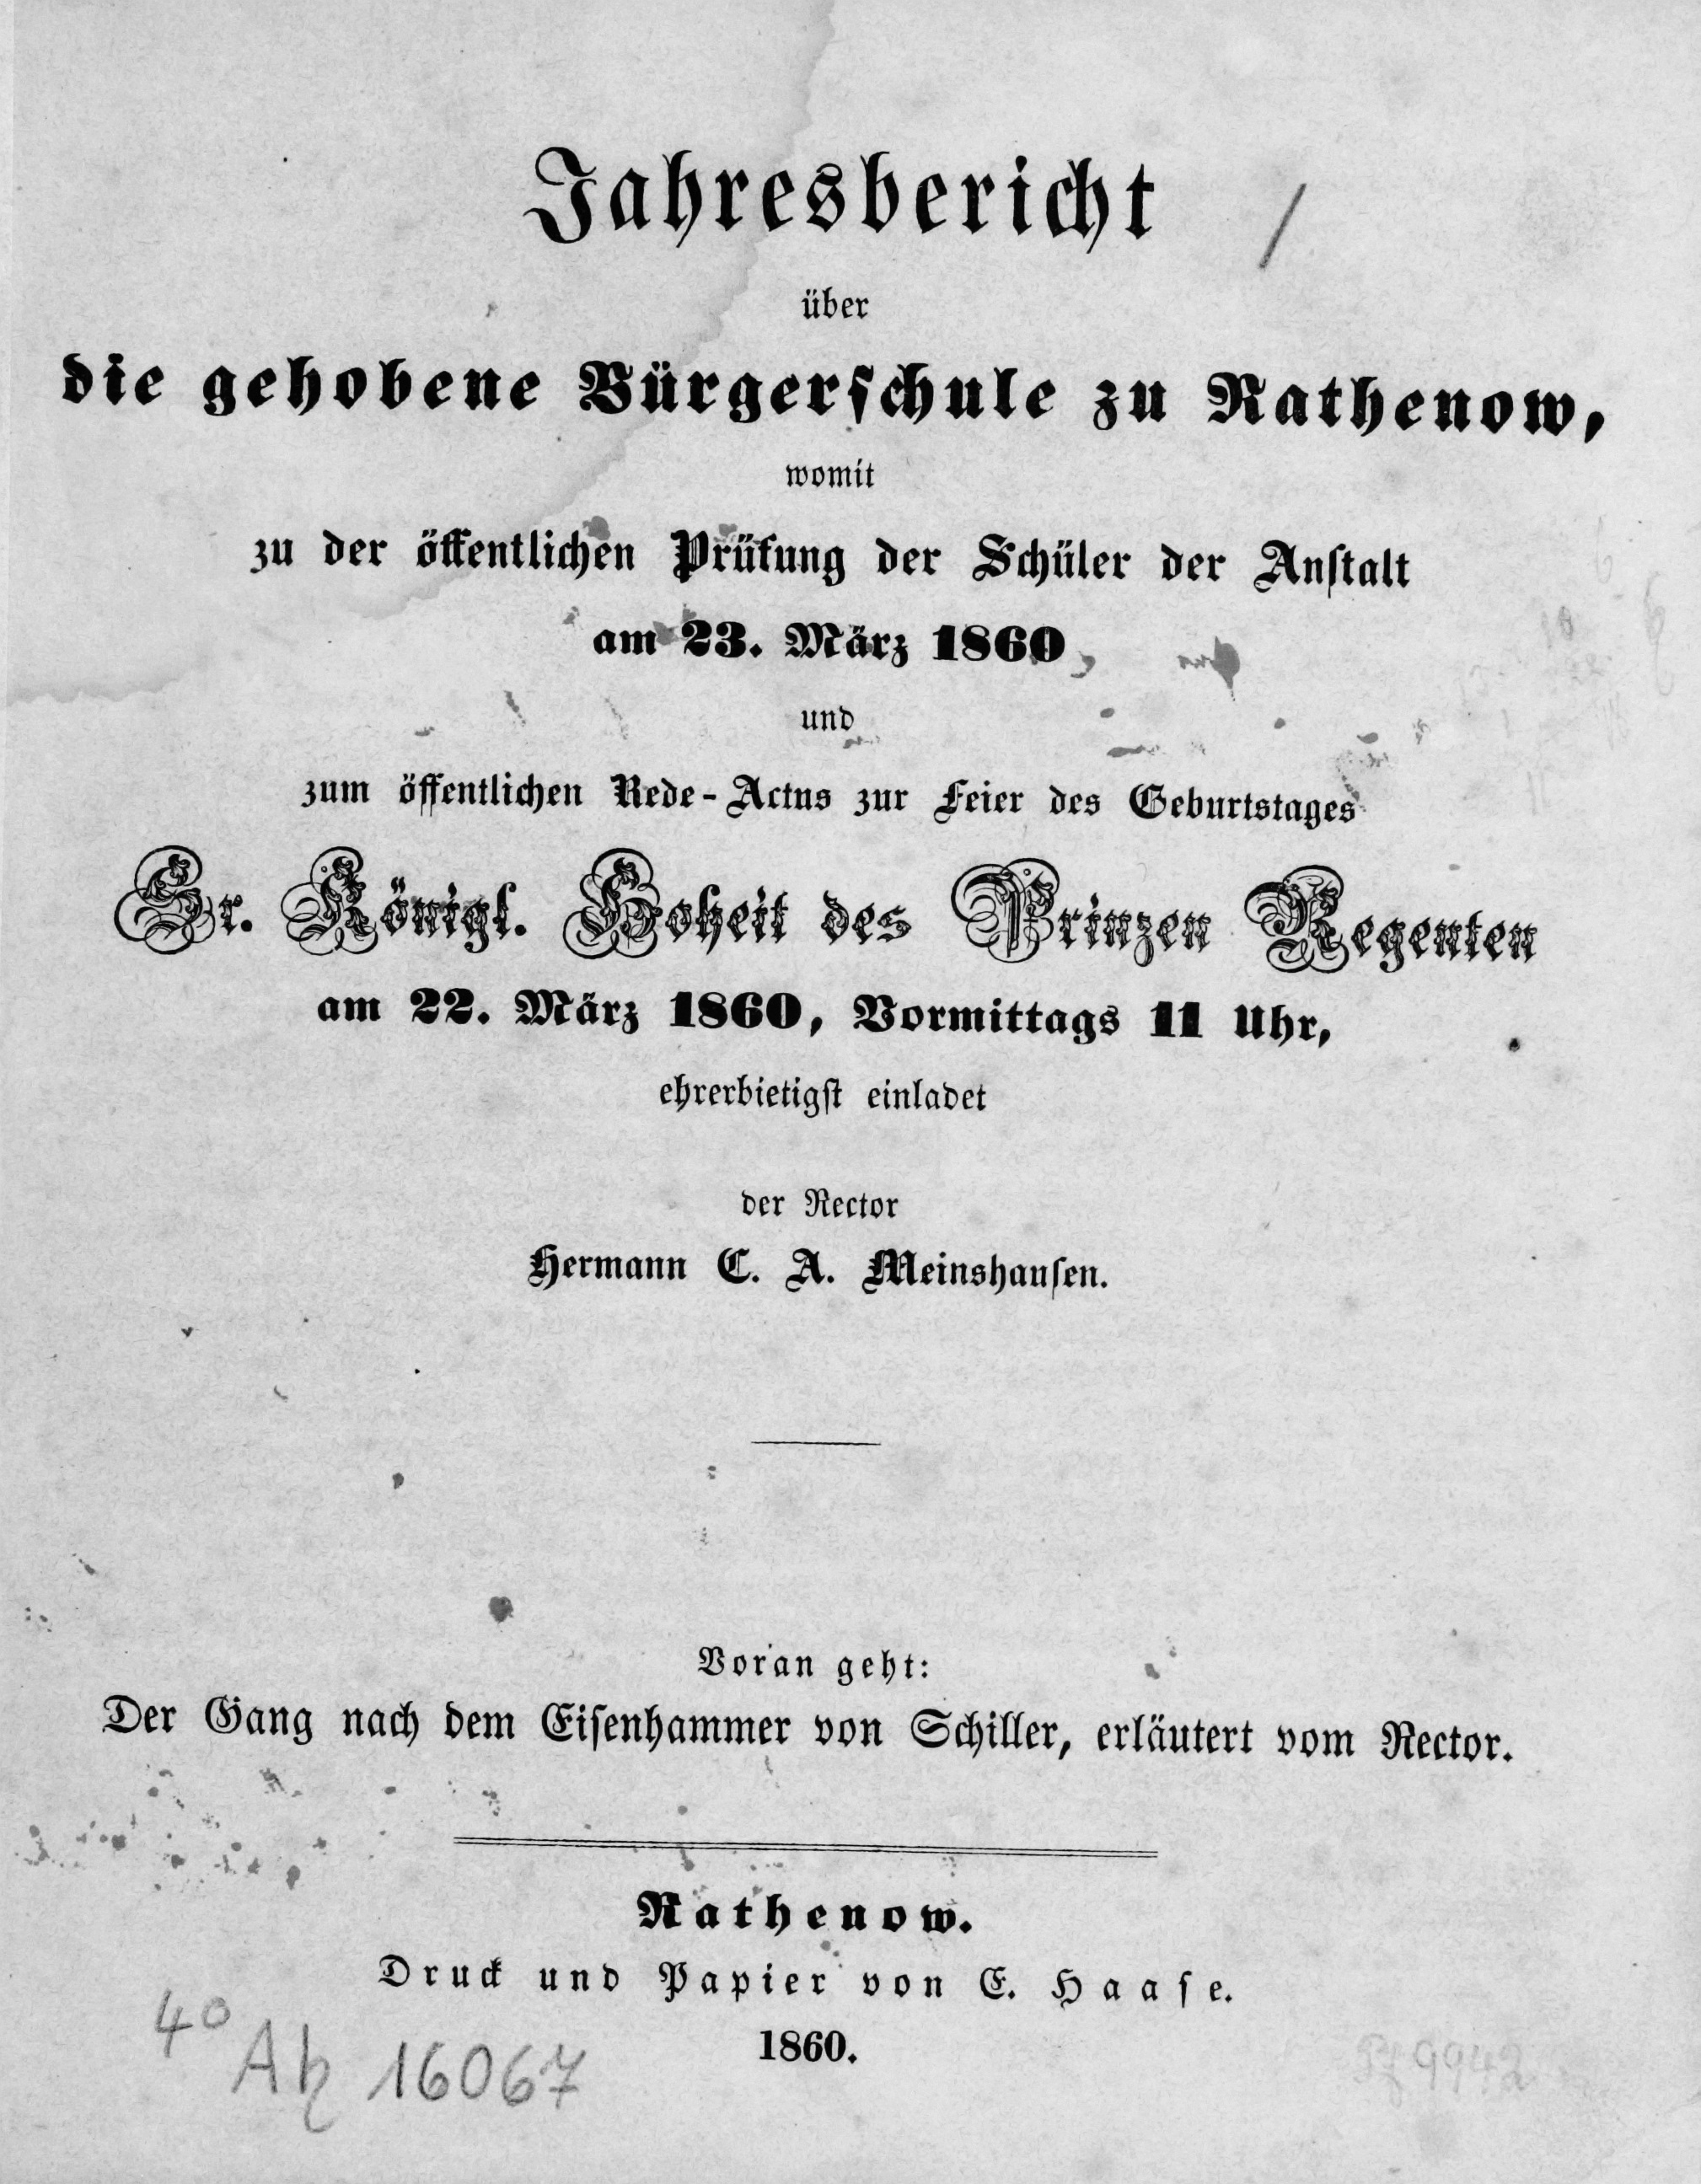 Jahresbericht
über
die gehobene Bürgerschule zu Rathenow,
womit
zu der öffentlichen Prüfung der Schüler der Anstalt
am 23. März 1860
und
zum öffentlichen Rede-Actus zur Feier des Geburtstages
Sr. Königl. Hoheit des Prinzen Regenten
am 22. März 1860, Vormittags 11 Uhr,
ehrerbietigst einladet
der Rector
Hermann C. A. Meinshausen.
Voran geht:
Der Gang nach dem Eisenhammer von Schiller, erläutert vom Rector.
Rathenow.
Druck und Papier von E. Haase.
1860.
4°
Ah 16067
9942